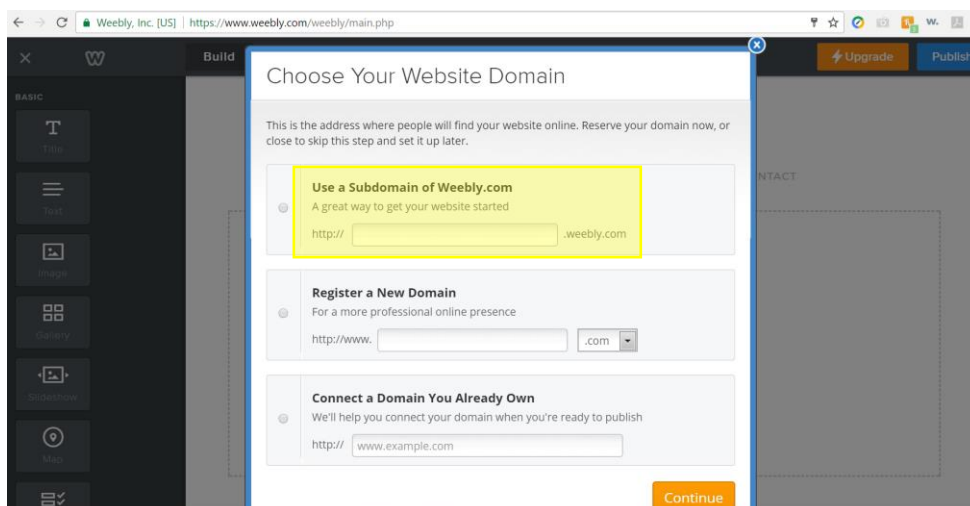 Weebly, Inc. [US] https://www.weebly.com/weebly/main.php
Build
Upgrade
Publish
Choose Your Website Domain
BASIC
This is the address where people will find your website online. Reserve your domain now, or
close to skip this step and set it up later.
Title
NTACT
Use a Subdomain of Weebly.com
A great way to get your website started
Text
http:// .weebly.com
Image
Register a New Domain
For a more professional online presence
Gallery
http://www. .com
Slideshow
Connect a Domain You Already Own
We'll help you connect your domain when you're ready to publish
http:// www.example.com
Map
Continue